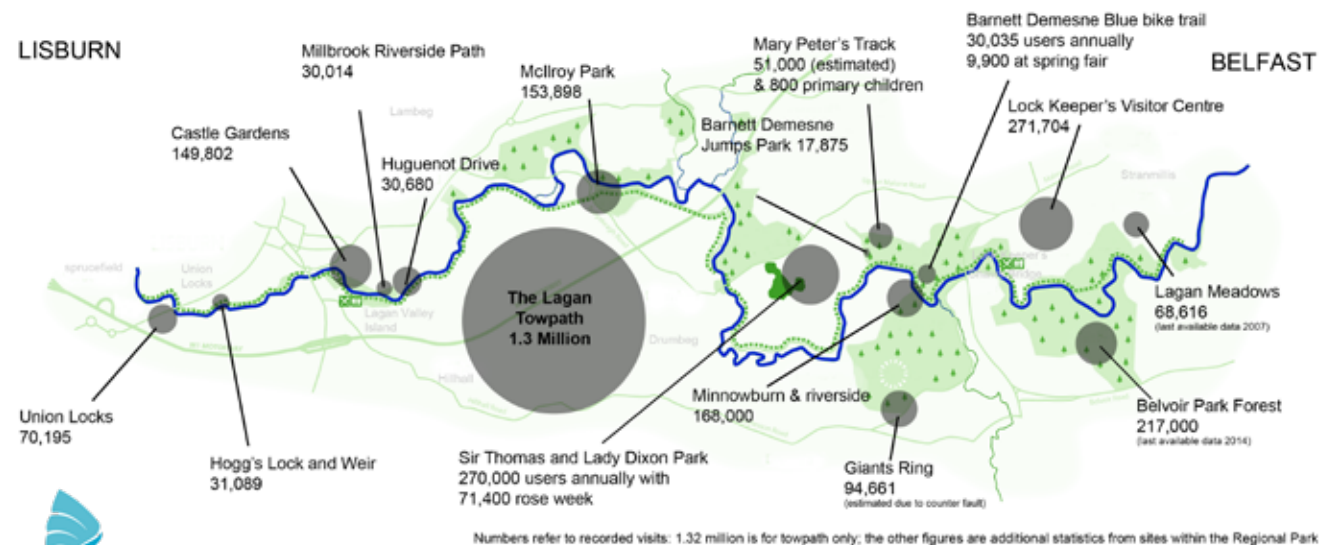 LISBURN
BELFAST
Millbrook Riverside Path
30,014
McIlroy Park
153,898
Mary Peter's Track
51,000 (estimated)
& 800 primary children
Barnett Demesne Blue bike trail
30,035 users annually
9,900 at spring fair
Castle Gardens
149,802
Lambeg
Huguenot Drive
30,680
Barnett Demesne
Jumps Park 17,875
Lock Keeper's Visitor Centre
271,704
Stranmillis
sprucefield
Union
Locks
Lagan Valley
Island
The Lagan
Towpath
1.3 Million
Drumbeg
Hilhall
Lagan Meadows
68,616
(last available data 2007)
Union Locks
70,195
Hogg's Lock and Weir
31,089
Sir Thomas and Lady Dixon Park
270,000 users annually with
71,400 rose week
Minnowburn & riverside
168,000
Giants Ring
94,661
(estimated due to counter fault)
Belvoir Park Forest
217,000
(last available data 2014)
Numbers refer to recorded visits: 1.32 million is for towpath only; the other figures are additional statistics from sites within the Regional Park